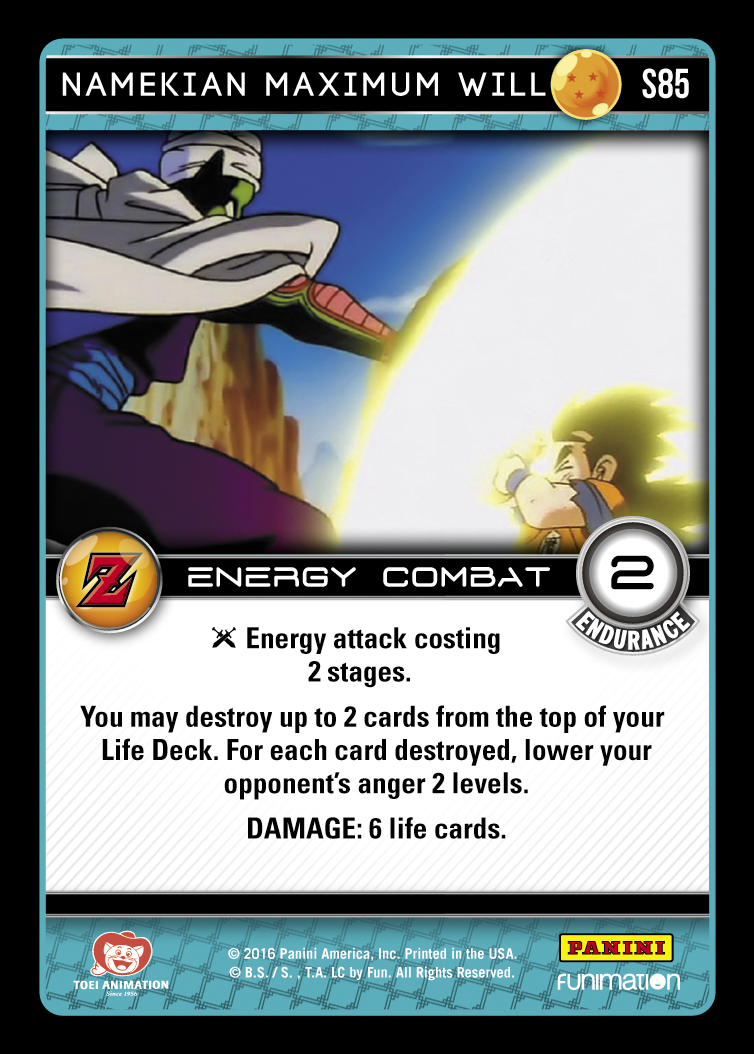 NAMEKIAN MAXIMUM WILL S85
Z ENERGY COMBAT 2
ENDURANCE
Energy attack costing
2 stages.
You may destroy up to 2 cards from the top of your
Life Deck. For each card destroyed, lower your
opponent's anger 2 levels.
DAMAGE: 6 life cards.
TOEI ANIMATION
Since 1956
© 2016 Panini America, Inc. Printed in the USA.
© B.S. / S. , T.A. LC by Fun. All Rights Reserved.
PANINI
FUNIMATION